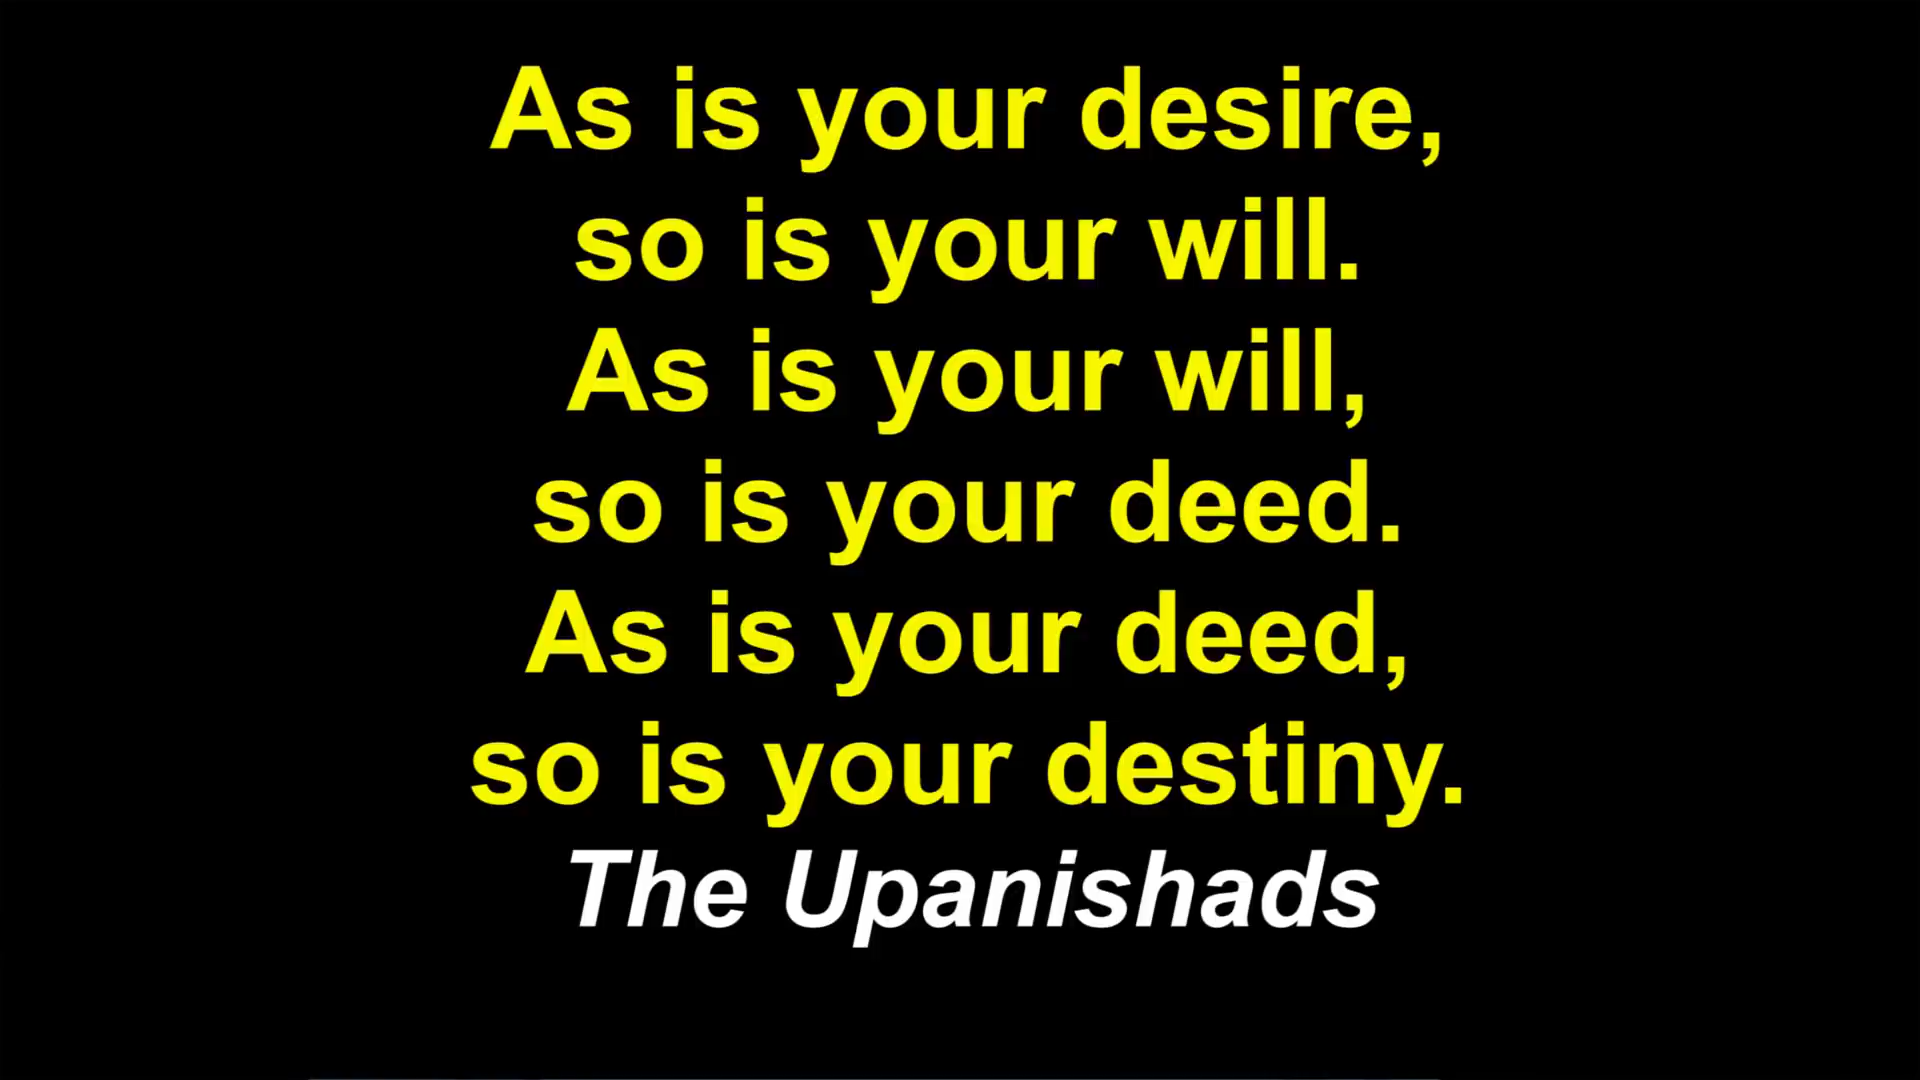 As is your desire,
so is your will.
As is your will,
so is your deed.
As is your deed,
so is your destiny.
The Upanishads